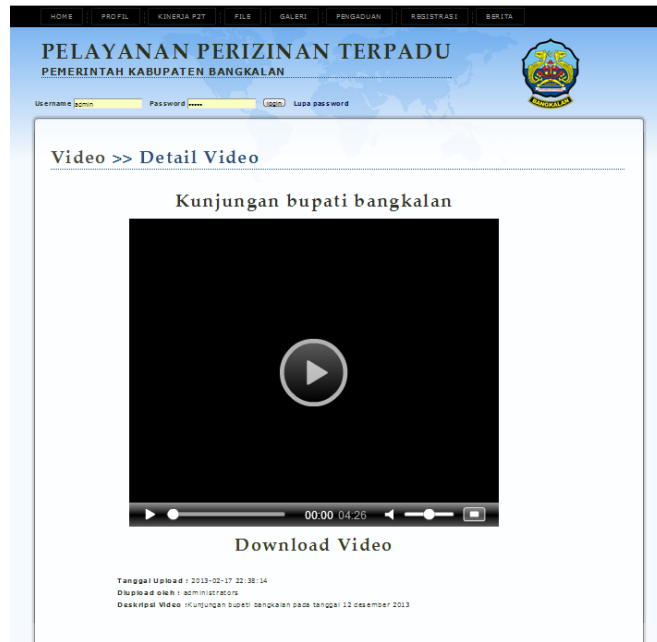 HOME PROFIL KINERJA P2T FILE GALERI PENGADUAN REGISTRASI BERITA
PELAYANAN PERIZINAN TERPADU
PEMERINTAH KABUPATEN BANGKALAN
BANGKALAN
Username admin Password ••••• login Lupa password
Video >> Detail Video
Kunjungan bupati bangkalan
00:00 04:26
Download Video
Tanggal Upload : 2013-02-17 22:38:14
Diupload oleh : administrators
Deskripsi Video :Kunjungan bupati bangkalan pada tanggal 12 desember 2013